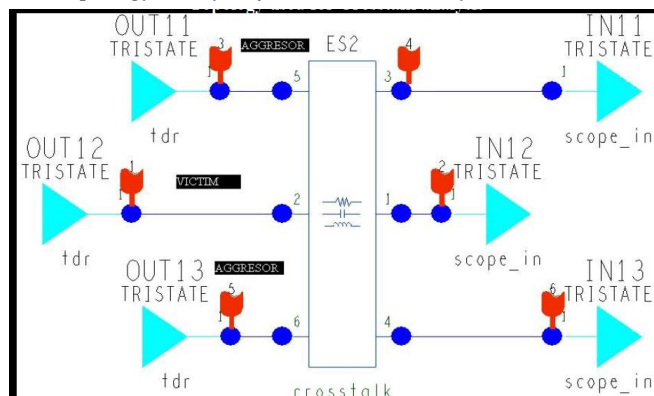 OUT11
TRISTATE
3
AGGRESOR
ES2
4
IN11
TRISTATE
1
5
3
1
tdr
scope_in
OUT12
TRISTATE
1
VICTIM
2
IN12
TRISTATE
1
2
1
1
tdr
scope_in
OUT13
TRISTATE
AGGRESOR
5
6
IN13
TRISTATE
1
6
4
1
tdr
crosstalk
scope_in